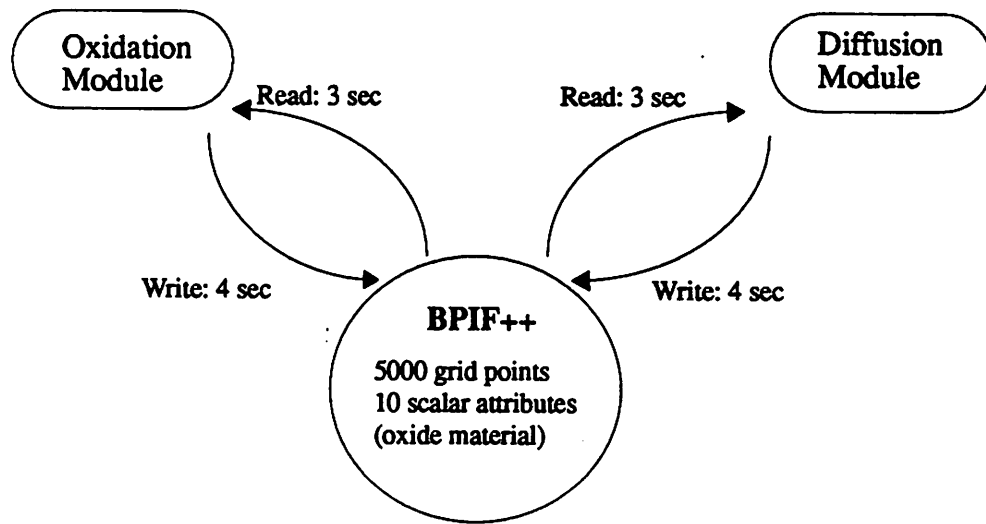 Oxidation
Module
Diffusion
Module
Read: 3 sec
Read: 3 sec
Write: 4 sec
Write: 4 sec
BPIF++
5000 grid points
10 scalar attributes
(oxide material)